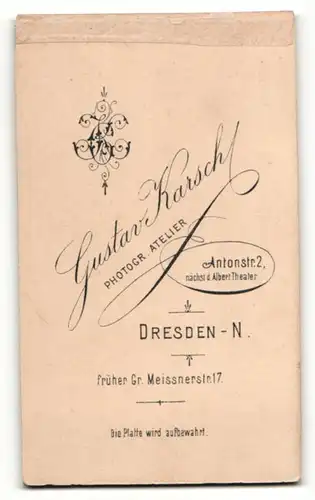 Gustav Karsch
PHOTOGR. ATELIER
Antonstr. 2,
nächst d. Albert Theater
DRESDEN - N.
früher Gr. Meissnerstr. 17.
Die Platte wird aufbewahrt.